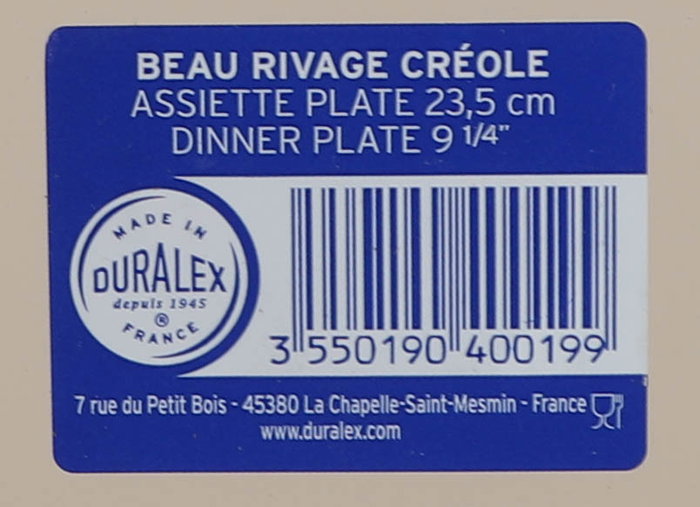 BEAU RIVAGE CRÉOLE
ASSIETTE PLATE 23,5 cm
DINNER PLATE 9 1/4"
MADE IN
DURALEX
depuis 1945
®
FRANCE
3 550190 400199
7 rue du Petit Bois - 45380 La Chapelle-Saint-Mesmin - France
www.duralex.com